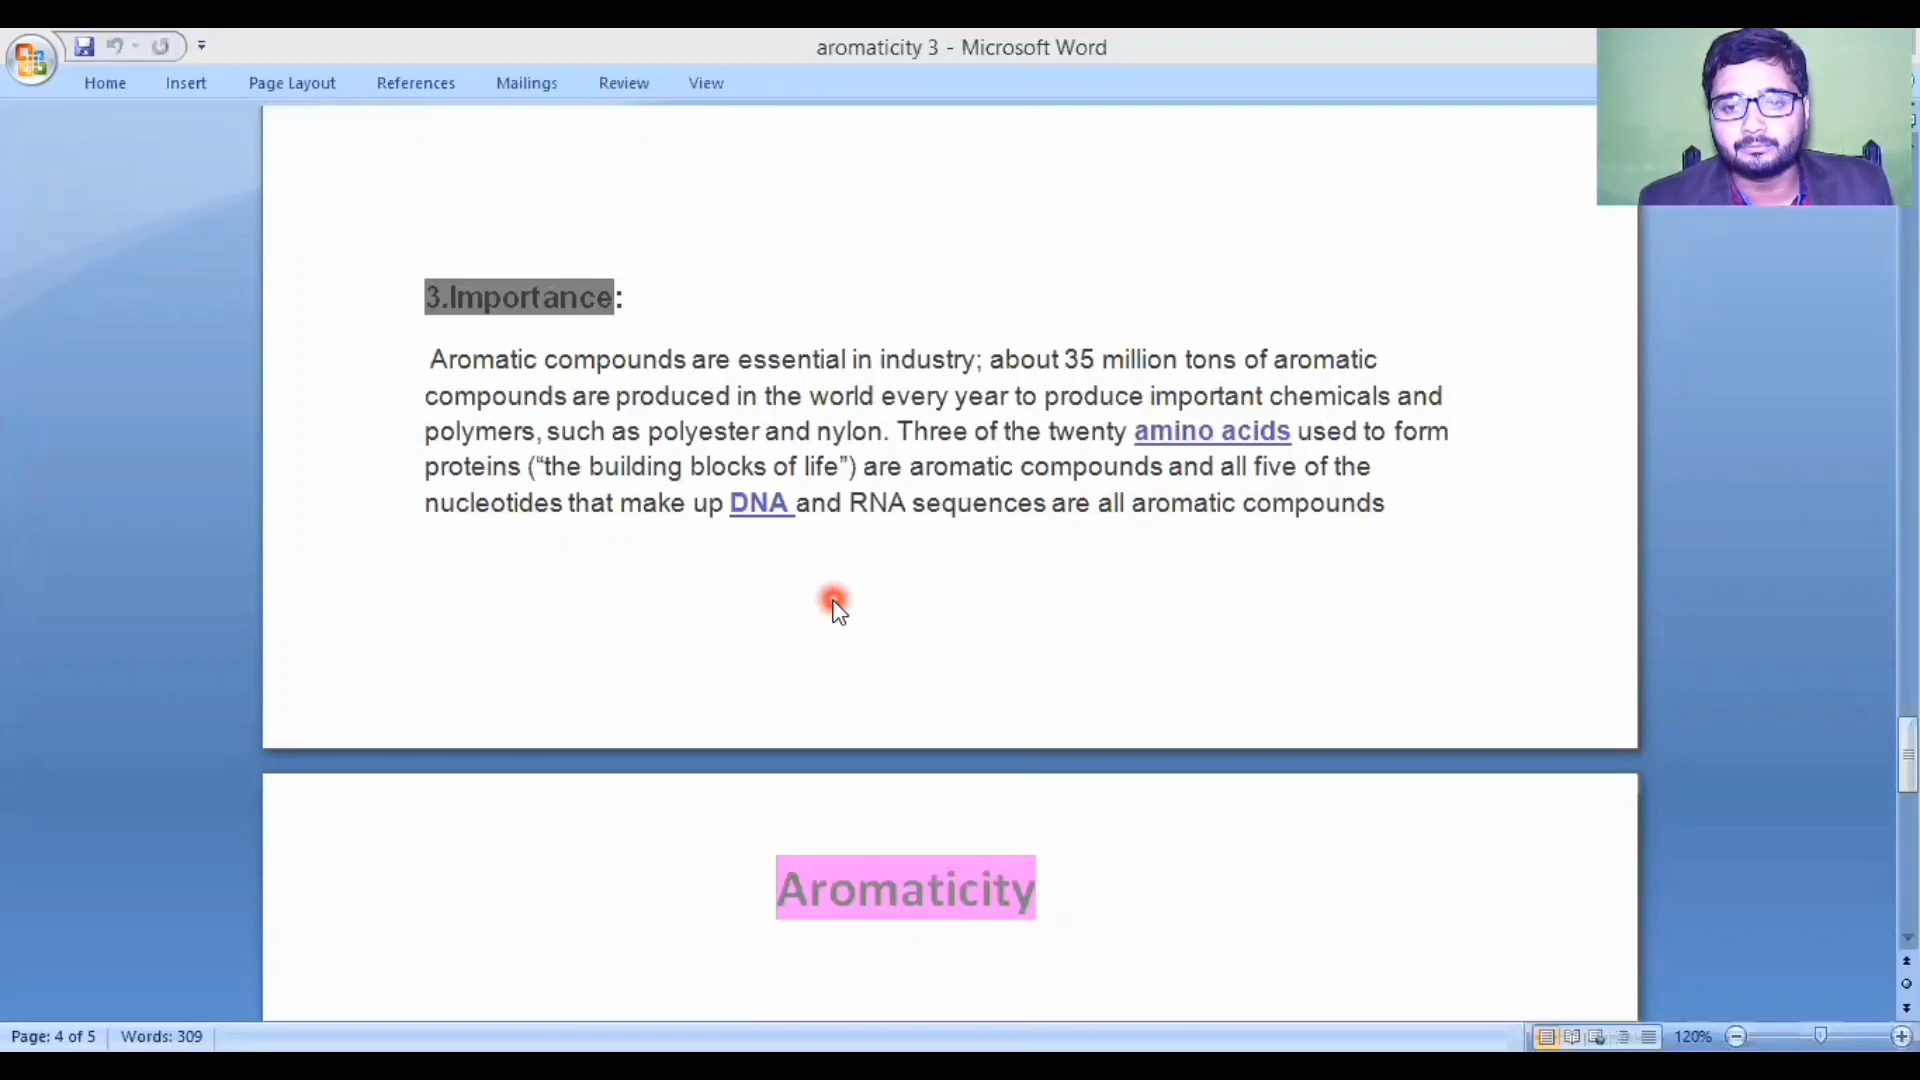 aromaticity 3 - Microsoft Word
Home Insert Page Layout References Mailings Review View
3.Importance:
Aromatic compounds are essential in industry; about 35 million tons of aromatic
compounds are produced in the world every year to produce important chemicals and
polymers, such as polyester and nylon. Three of the twenty amino acids used to form
proteins (“the building blocks of life”) are aromatic compounds and all five of the
nucleotides that make up DNA and RNA sequences are all aromatic compounds
Aromaticity
Page: 4 of 5 Words: 309 120%